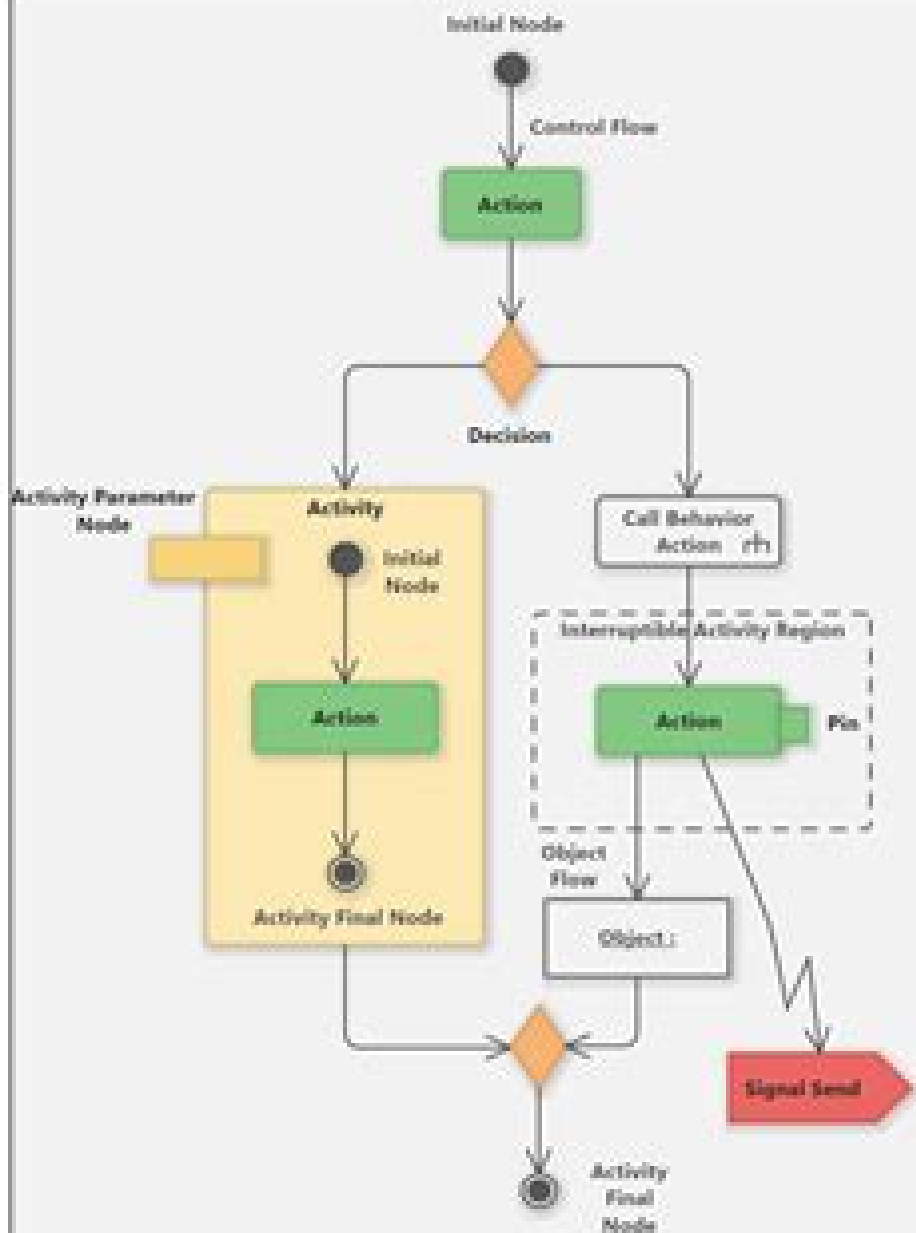 Initial Node
Control Flow
Action
Decision
Activity Parameter
Node
Activity
Initial
Node
Action
Activity Final Node
Call Behavior
Action
Interruptible Activity Region
Action
Pin
Object
Flow
Object :
Signal Send
Activity
Final
Node